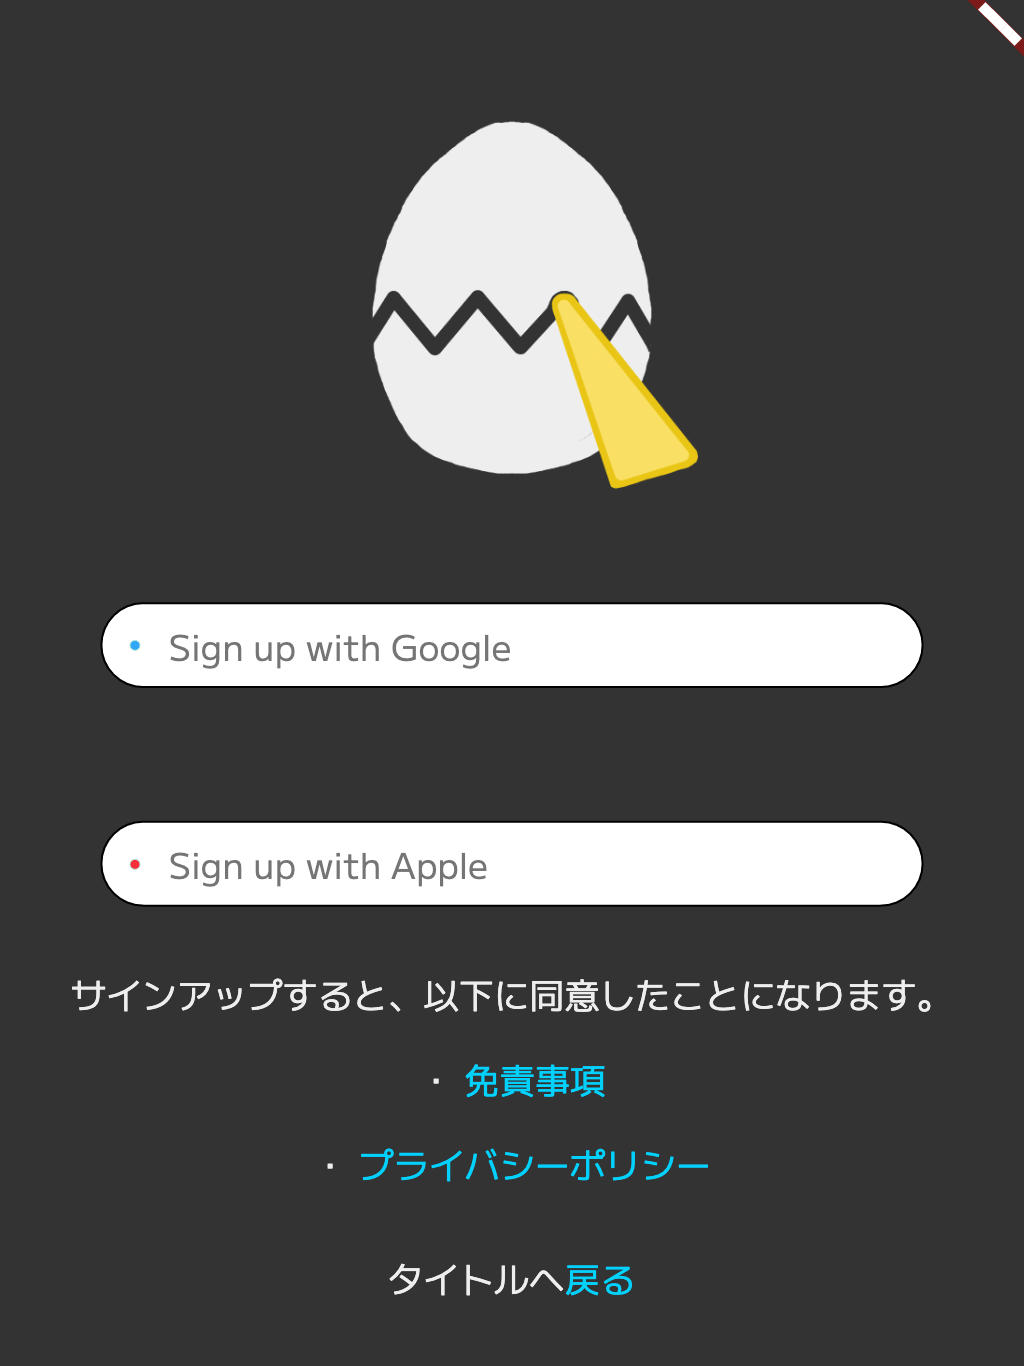 Sign up with Google
Sign up with Apple
サインアップすると、以下に同意したことになります。
・ 免責事項
・ プライバシーポリシー
タイトルへ戻る